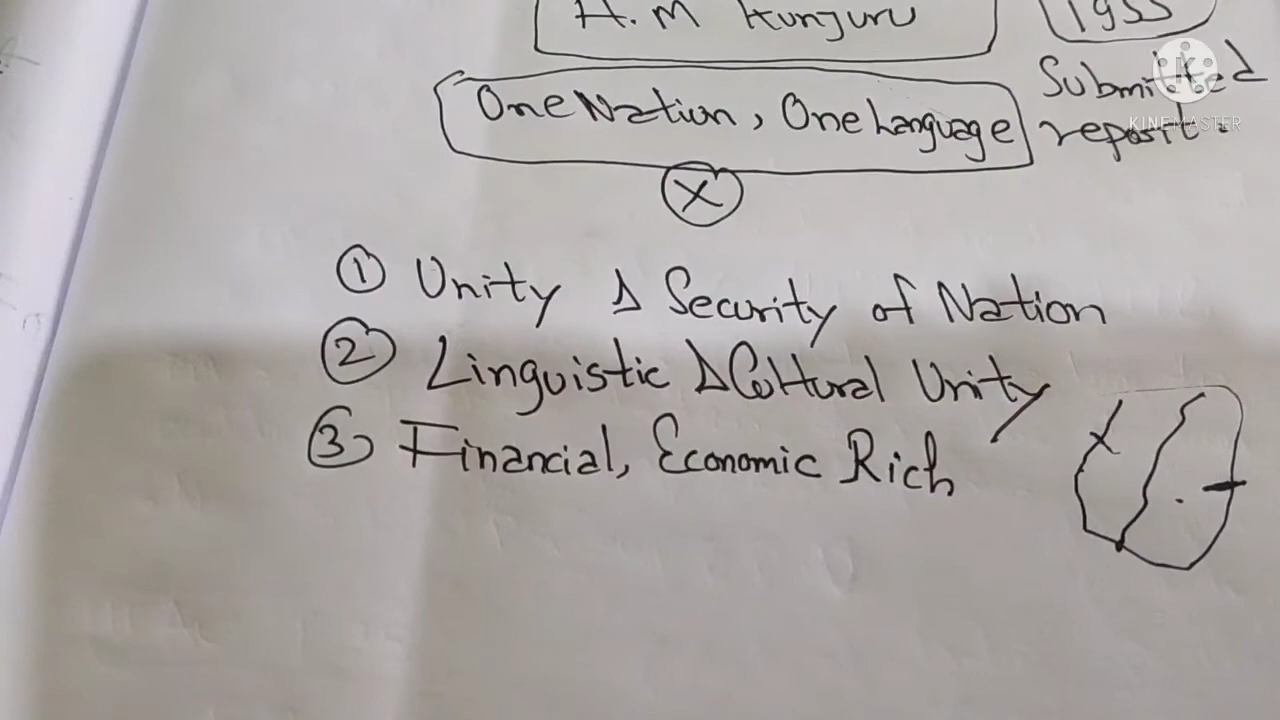 H.M Kunjuru
1955
Submitted
report.
One Nation, One Language
X
① Unity & Security of Nation
② Linguistic & Cultural Unity
③ Financial, Economic Rich
KINEMASTER